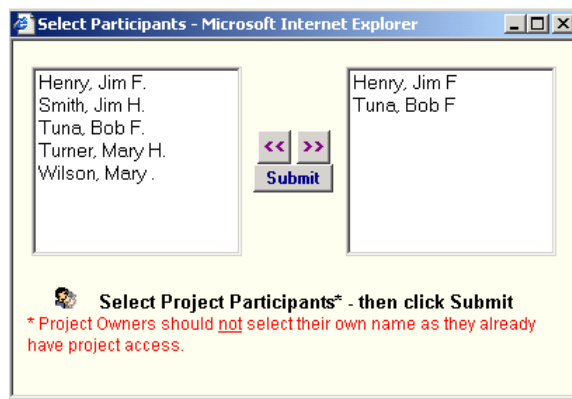 Select Participants - Microsoft Internet Explorer
Henry, Jim F.
Smith, Jim H.
Tuna, Bob F.
Turner, Mary H.
Wilson, Mary .
<< >>
Submit
Henry, Jim F
Tuna, Bob F
Select Project Participants* - then click Submit
* Project Owners should not select their own name as they already
have project access.